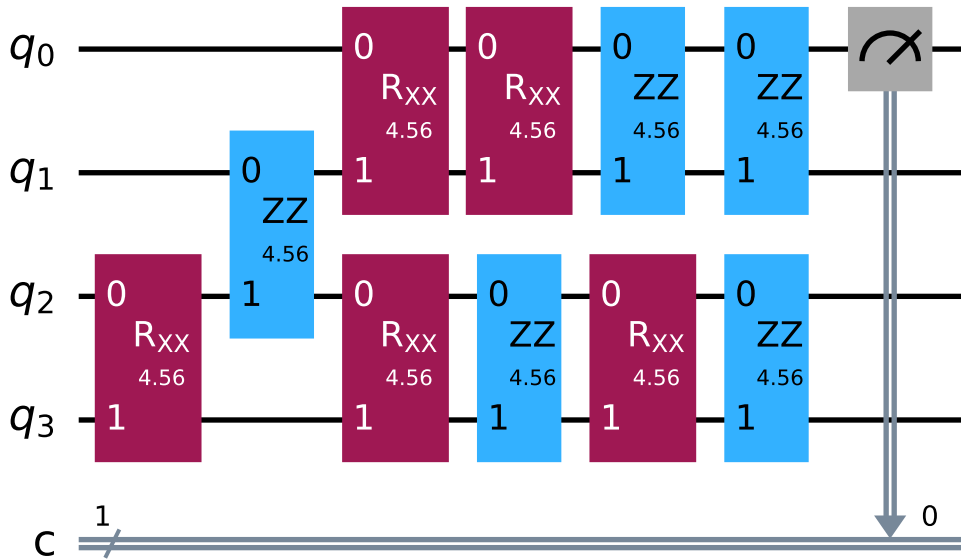 q0
0 0 0 0
RXX RXX ZZ ZZ
4.56 4.56 4.56 4.56
q1
0 1 1 1 1
ZZ
4.56
q2
0 1 0 0 0 0
RXX RXX ZZ RXX ZZ
4.56 4.56 4.56 4.56 4.56
q3
1 1 1 1 1
1 0
c